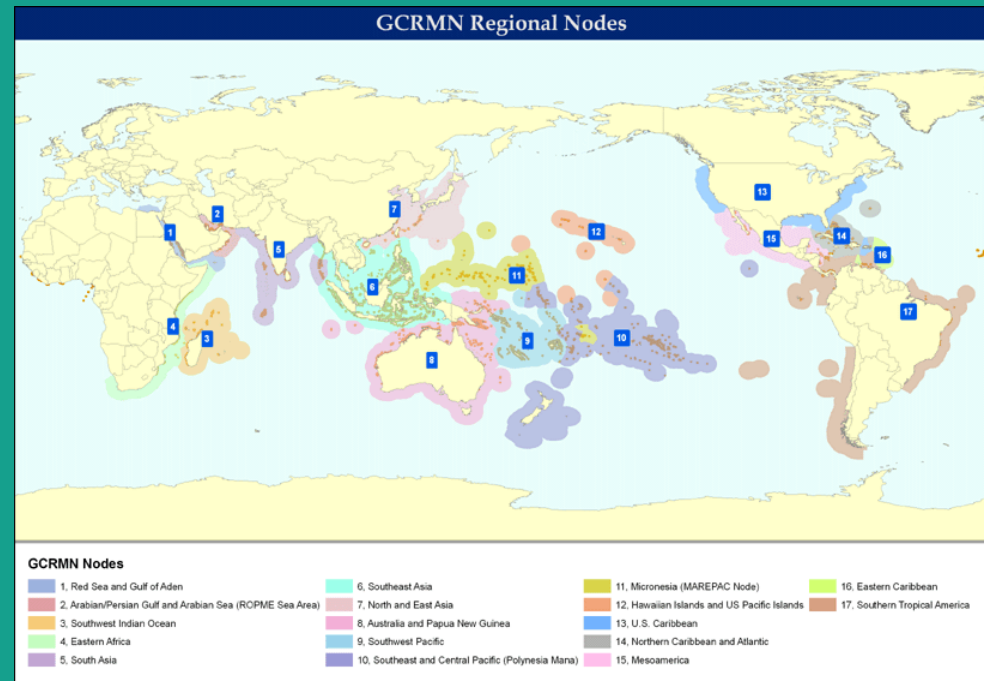 GCRMN Regional Nodes
13
7
2
1
12
14
15
5
16
11
6
17
4
3
9
10
8
GCRMN Nodes
1, Red Sea and Gulf of Aden
2, Arabian/Persian Gulf and Arabian Sea (ROPME Sea Area)
3, Southwest Indian Ocean
4, Eastern Africa
5, South Asia
6, Southeast Asia
7, North and East Asia
8, Australia and Papua New Guinea
9, Southwest Pacific
10, Southeast and Central Pacific (Polynesia Mana)
11, Micronesia (MAREPAC Node)
12, Hawaiian Islands and US Pacific Islands
13, U.S. Caribbean
14, Northern Caribbean and Atlantic
15, Mesoamerica
16, Eastern Caribbean
17, Southern Tropical America